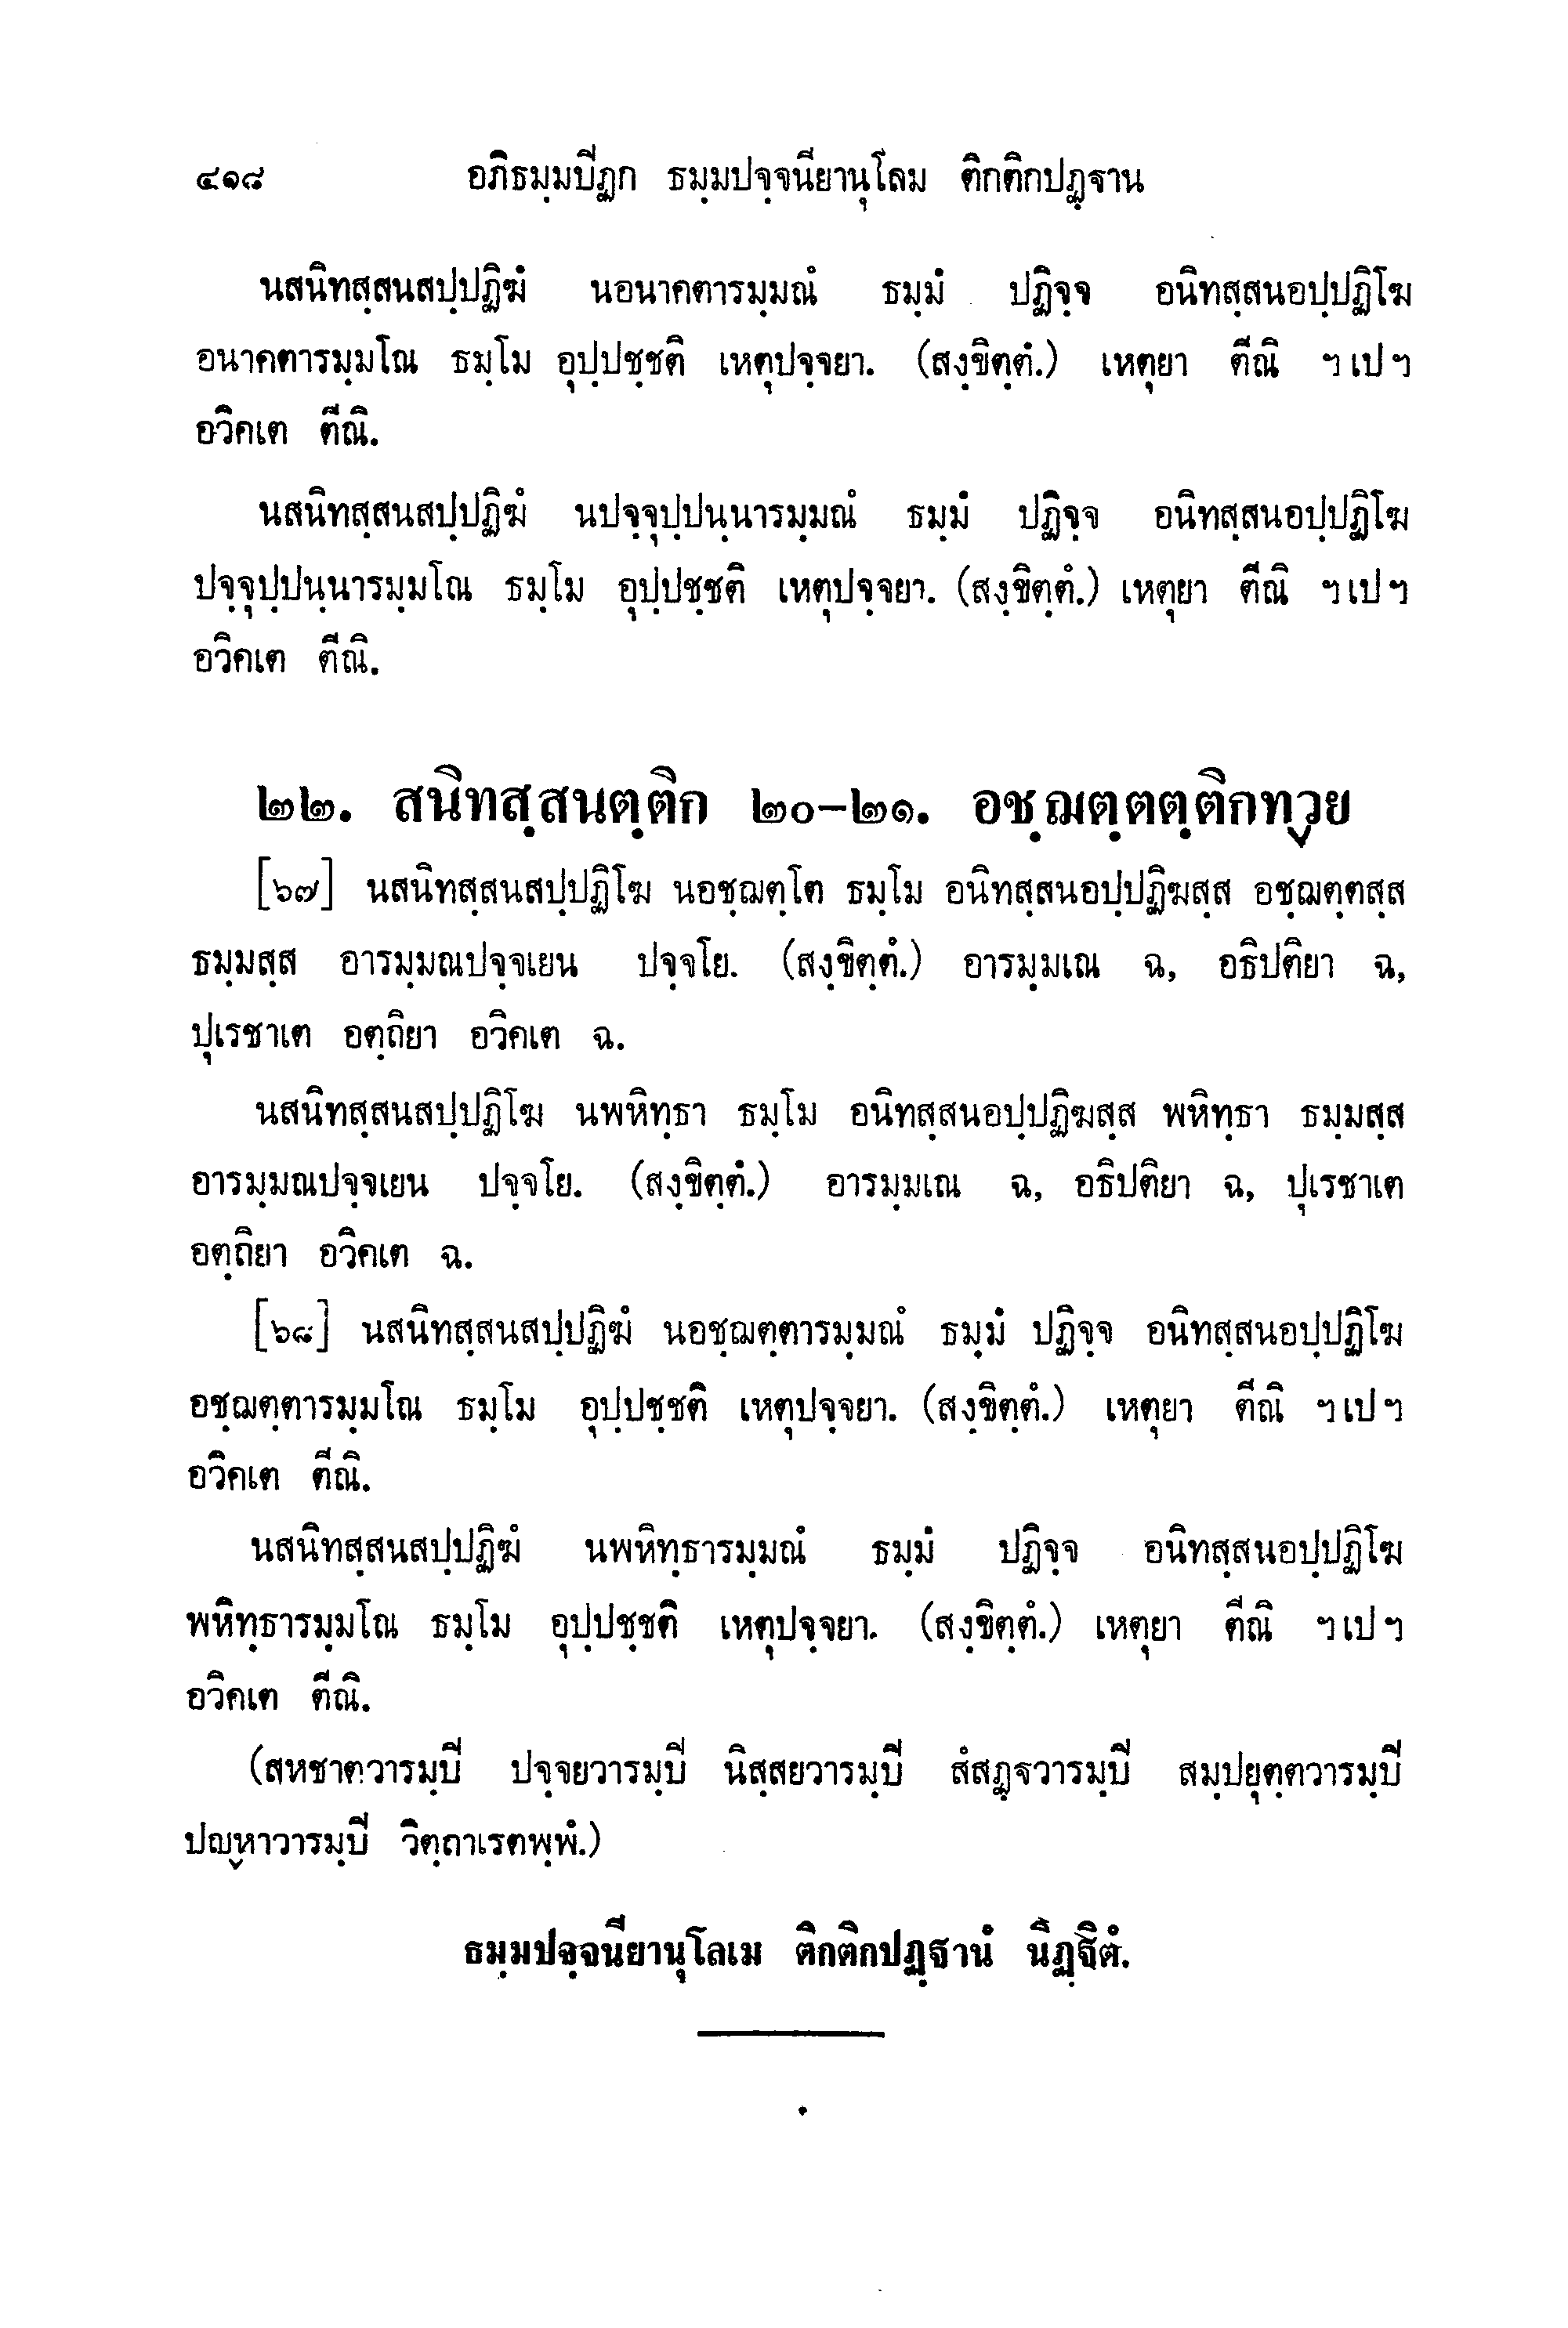 ๔๑๘ อภิธมฺมปีฏก ธมฺมปจฺจนียานุโลม ติกติกปฏฺฐาน
นสนิทสฺสนสปฺปฏิฆํ นอนาคตารมฺมณํ ธมฺมํ ปฏิจฺจ อนิทสฺสนอปฺปฏิโฆ
อนาคตารมฺมโณ ธมฺโม อุปฺปชฺชติ เหตุปจฺจยา. (สงฺขิตฺตํ.) เหตุยา ตีณิ ฯเปฯ
อวิคเต ตีณิ.
นสนิทสฺสนสปฺปฏิฆํ นปจฺจุปฺปนฺนารมฺมณํ ธมฺมํ ปฏิจฺจ อนิทสฺสนอปฺปฏิโฆ
ปจฺจุปฺปนฺนารมฺมโณ ธมฺโม อุปฺปชฺชติ เหตุปจฺจยา. (สงฺขิตฺตํ.) เหตุยา ตีณิ ฯเปฯ
อวิคเต ตีณิ.
๒๒. สนิทสฺสนตฺติก ๒๐-๒๑. อชฺฌตฺตตฺติกทฺวย
[๖๗] นสนิทสฺสนสปฺปฏิโฆ นอชฺฌตฺโต ธมฺโม อนิทสฺสนอปฺปฏิฆสฺส อชฺฌตฺตสฺส
ธมฺมสฺส อารมฺมณปจฺจเยน ปจฺจโย. (สงฺขิตฺตํ.) อารมฺมเณ ฉ, อธิปติยา ฉ,
ปุเรชาเต อตฺถิยา อวิคเต ฉ.
นสนิทสฺสนสปฺปฏิโฆ นพหิทฺธา ธมฺโม อนิทสฺสนอปฺปฏิฆสฺส พหิทฺธา ธมฺมสฺส
อารมฺมณปจฺจเยน ปจฺจโย. (สงฺขิตฺตํ.) อารมฺมเณ ฉ, อธิปติยา ฉ, ปุเรชาเต
อตฺถิยา อวิคเต ฉ.
[๖๘] นสนิทสฺสนสปฺปฏิฆํ นอชฺฌตฺตารมฺมณํ ธมฺมํ ปฏิจฺจ อนิทสฺสนอปฺปฏิโฆ
อชฺฌตฺตารมฺมโณ ธมฺโม อุปฺปชฺชติ เหตุปจฺจยา. (สงฺขิตฺตํ.) เหตุยา ตีณิ ฯเปฯ
อวิคเต ตีณิ.
นสนิทสฺสนสปฺปฏิฆํ นพหิทฺธารมฺมณํ ธมฺมํ ปฏิจฺจ อนิทสฺสนอปฺปฏิโฆ
พหิทฺธารมฺมโณ ธมฺโม อุปฺปชฺชติ เหตุปจฺจยา. (สงฺขิตฺตํ.) เหตุยา ตีณิ ฯเปฯ
อวิคเต ตีณิ.
(สหชาตวารมฺปี ปจฺจยวารมฺปี นิสฺสยวารมฺปี สํสฏฺฐวารมฺปี สมฺปยุตฺตวารมฺปี
ปญฺหาวารมฺปี วิตฺถาเรตพฺพํ.)
ธมฺมปจฺจนียานุโลเม ติกติกปฏฺฐานํ นิฏฺฐิตํ.